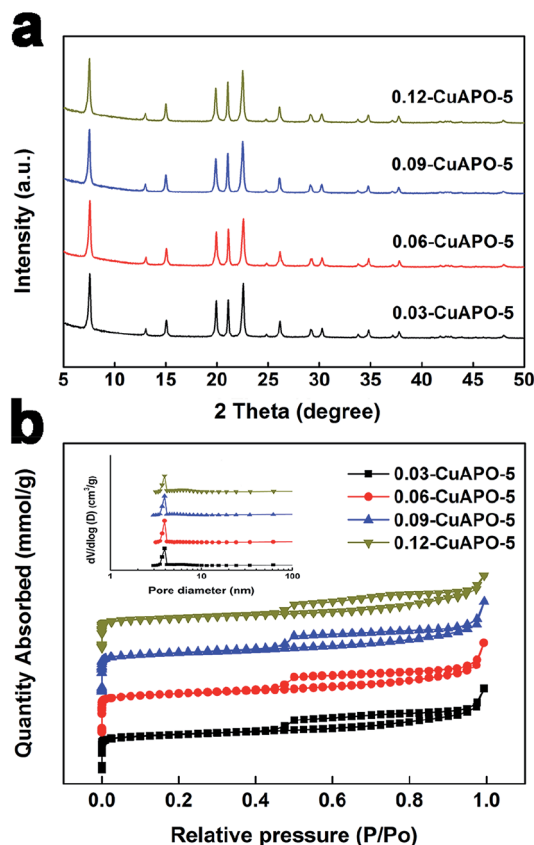 a
Intensity (a.u.)
0.12-CuAPO-5
0.09-CuAPO-5
0.06-CuAPO-5
0.03-CuAPO-5
5 10 15 20 25 30 35 40 45 50
2 Theta (degree)
b
Quantity Absorbed (mmol/g)
dV/dlog (D) (cm³/g)
1 10 100
Pore diameter (nm)
0.03-CuAPO-5
0.06-CuAPO-5
0.09-CuAPO-5
0.12-CuAPO-5
0.0 0.2 0.4 0.6 0.8 1.0
Relative pressure (P/Po)